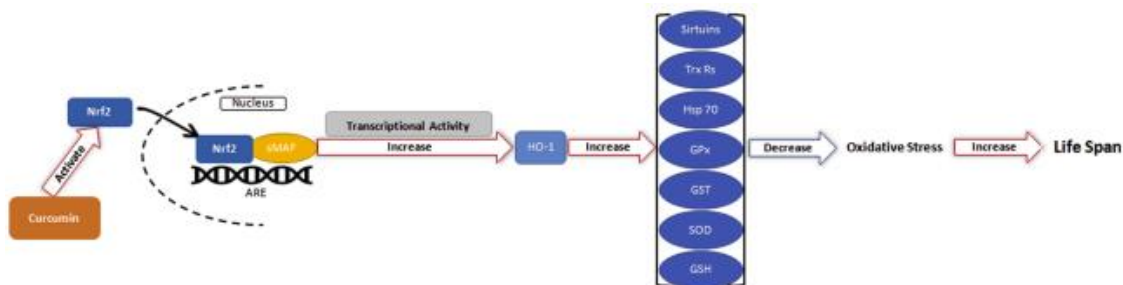 Curcumin
Activate
Nrf2
Nucleus
Nrf2
sMAF
ARE
Transcriptional Activity
Increase
HO-1
Increase
Sirtuins
Trx Rs
Hsp 70
GPx
GST
SOD
GSH
Decrease
Oxidative Stress
Increase
Life Span